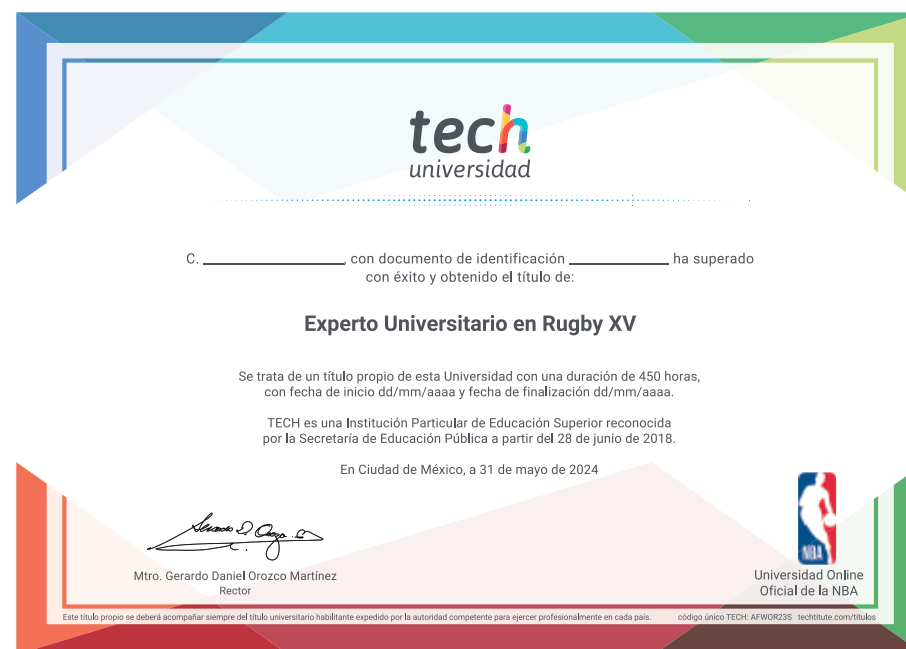 tech
universidad
C. ____________________, con documento de identificación ______________ ha superado
con éxito y obtenido el título de:
Experto Universitario en Rugby XV
Se trata de un título propio de esta Universidad con una duración de 450 horas,
con fecha de inicio dd/mm/aaaa y fecha de finalización dd/mm/aaaa.
TECH es una Institución Particular de Educación Superior reconocida
por la Secretaría de Educación Pública a partir del 28 de junio de 2018.
En Ciudad de México, a 31 de mayo de 2024
Mtro. Gerardo Daniel Orozco Martínez
Rector
NBA
Universidad Online
Oficial de la NBA
Este título propio se deberá acompañar siempre del título universitario habilitante expedido por la autoridad competente para ejercer profesionalmente en cada país. código único TECH: AFWOR23S techtitute.com/titulos